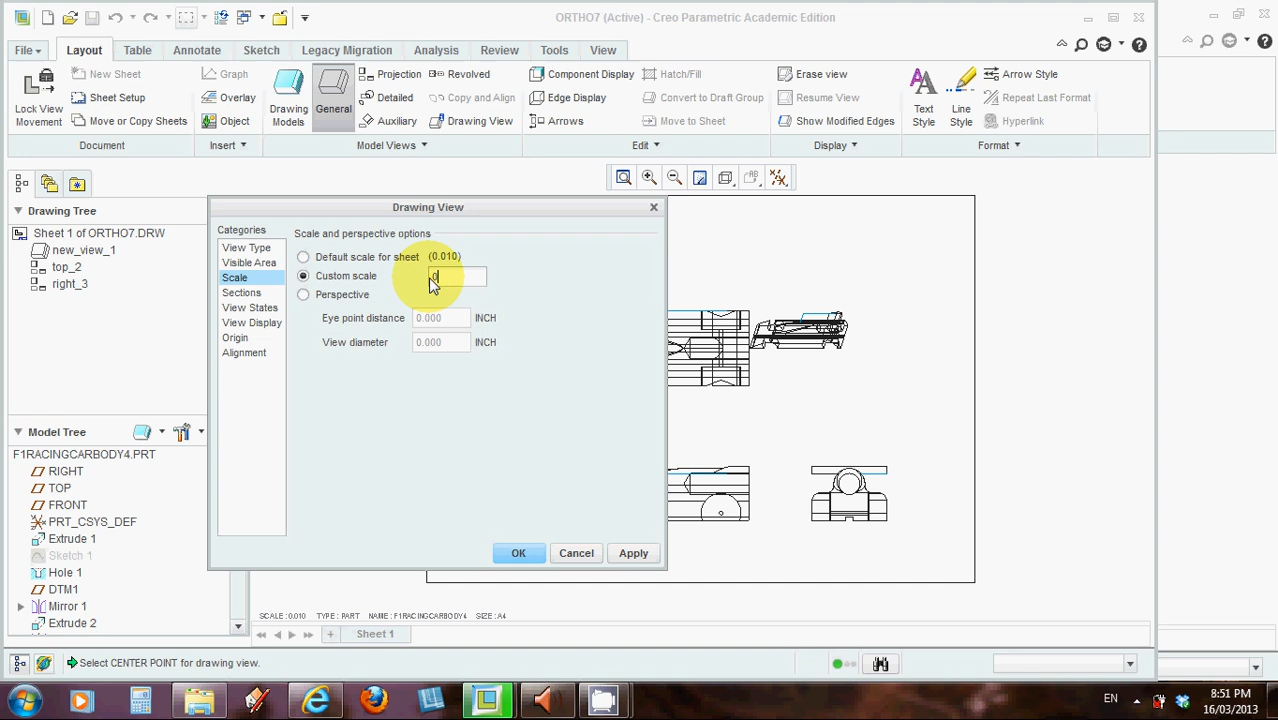 ORTHO7 (Active) - Creo Parametric Academic Edition
File Layout Table Annotate Sketch Legacy Migration Analysis Review Tools View
Lock View Movement
New Sheet
Sheet Setup
Move or Copy Sheets
Document
Graph
Overlay
Object
Insert
Drawing Models
General
Projection
Detailed
Auxiliary
Revolved
Copy and Align
Drawing View
Model Views
Component Display
Edge Display
Arrows
Hatch/Fill
Convert to Draft Group
Move to Sheet
Edit
Erase view
Resume View
Show Modified Edges
Display
Text Style
Line Style
Arrow Style
Repeat Last Format
Hyperlink
Format
Drawing Tree
Sheet 1 of ORTHO7.DRW
new_view_1
top_2
right_3
Model Tree
F1RACINGCARBODY4.PRT
RIGHT
TOP
FRONT
PRT_CSYS_DEF
Extrude 1
Sketch 1
Hole 1
DTM1
Mirror 1
Extrude 2
Drawing View
Categories
View Type
Visible Area
Scale
Sections
View States
View Display
Origin
Alignment
Scale and perspective options
Default scale for sheet (0.010)
Custom scale 0
Perspective
Eye point distance 0.000 INCH
View diameter 0.000 INCH
OK Cancel Apply
SCALE : 0.010 TYPE : PART NAME : F1RACINGCARBODY4 SIZE : A4
Sheet 1
Select CENTER POINT for drawing view.
EN
8:51 PM
16/03/2013